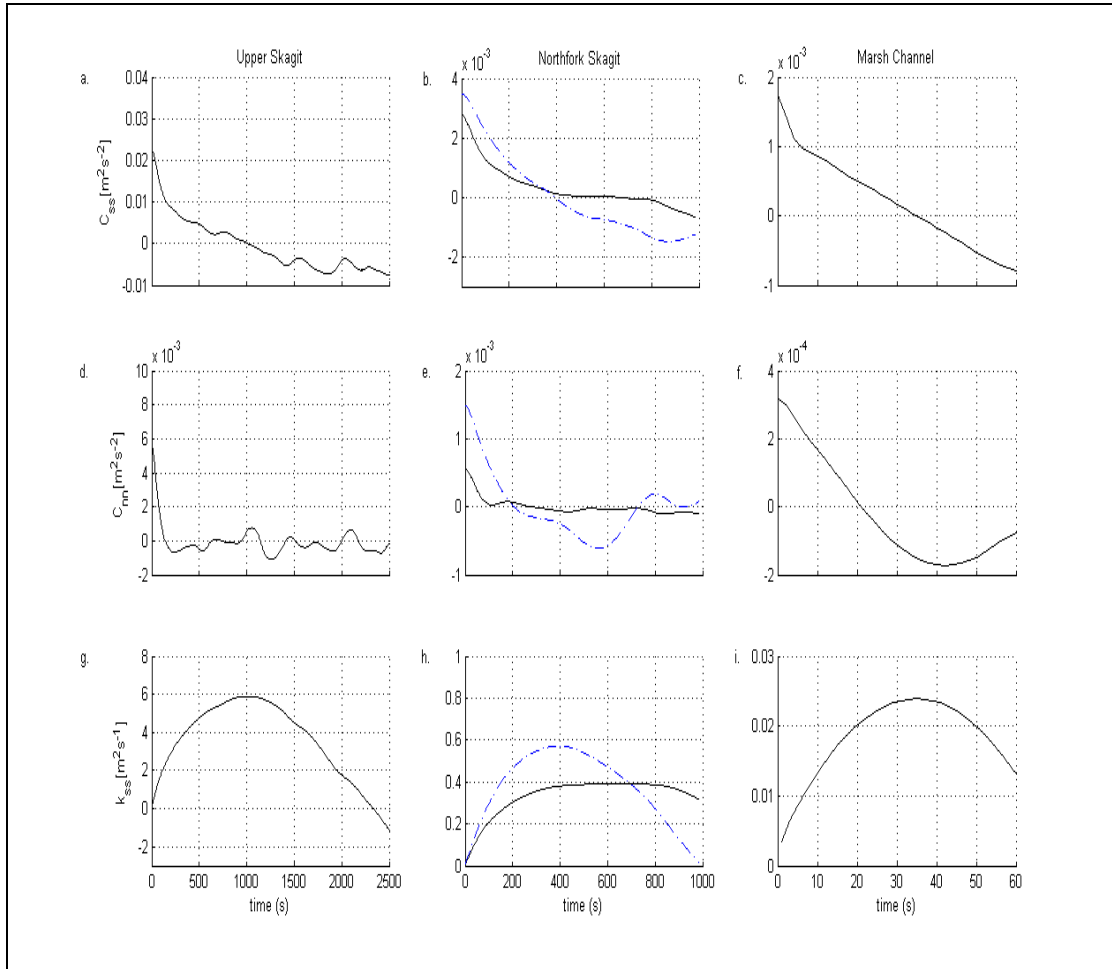 Upper Skagit
Northfork Skagit
Marsh Channel
a.
b.
c.
x 10⁻³
x 10⁻³
0.04
0.03
0.02
0.01
0
-0.01
4
2
0
-2
2
1
0
-1
C_ss[m²s⁻²]
d.
e.
f.
x 10⁻³
x 10⁻³
x 10⁻⁴
10
8
6
4
2
0
-2
2
1
0
-1
4
2
0
-2
C_nn[m²s⁻²]
g.
h.
i.
8
6
4
2
0
-2
1
0.8
0.6
0.4
0.2
0
0.03
0.02
0.01
0
k_ss[m²s⁻¹]
0 500 1000 1500 2000 2500
0 200 400 600 800 1000
0 10 20 30 40 50 60
time (s)
time (s)
time (s)